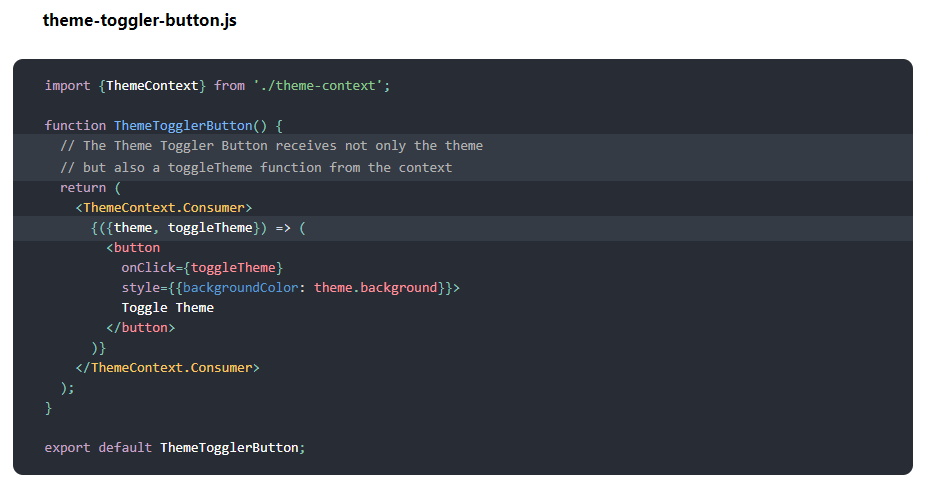 theme-toggler-button.js
import {ThemeContext} from './theme-context';
function ThemeTogglerButton() {
  // The Theme Toggler Button receives not only the theme
  // but also a toggleTheme function from the context
  return (
    <ThemeContext.Consumer>
      {({theme, toggleTheme}) => (
        <button
          onClick={toggleTheme}
          style={{backgroundColor: theme.background}}>
          Toggle Theme
        </button>
      )}
    </ThemeContext.Consumer>
  );
}
export default ThemeTogglerButton;